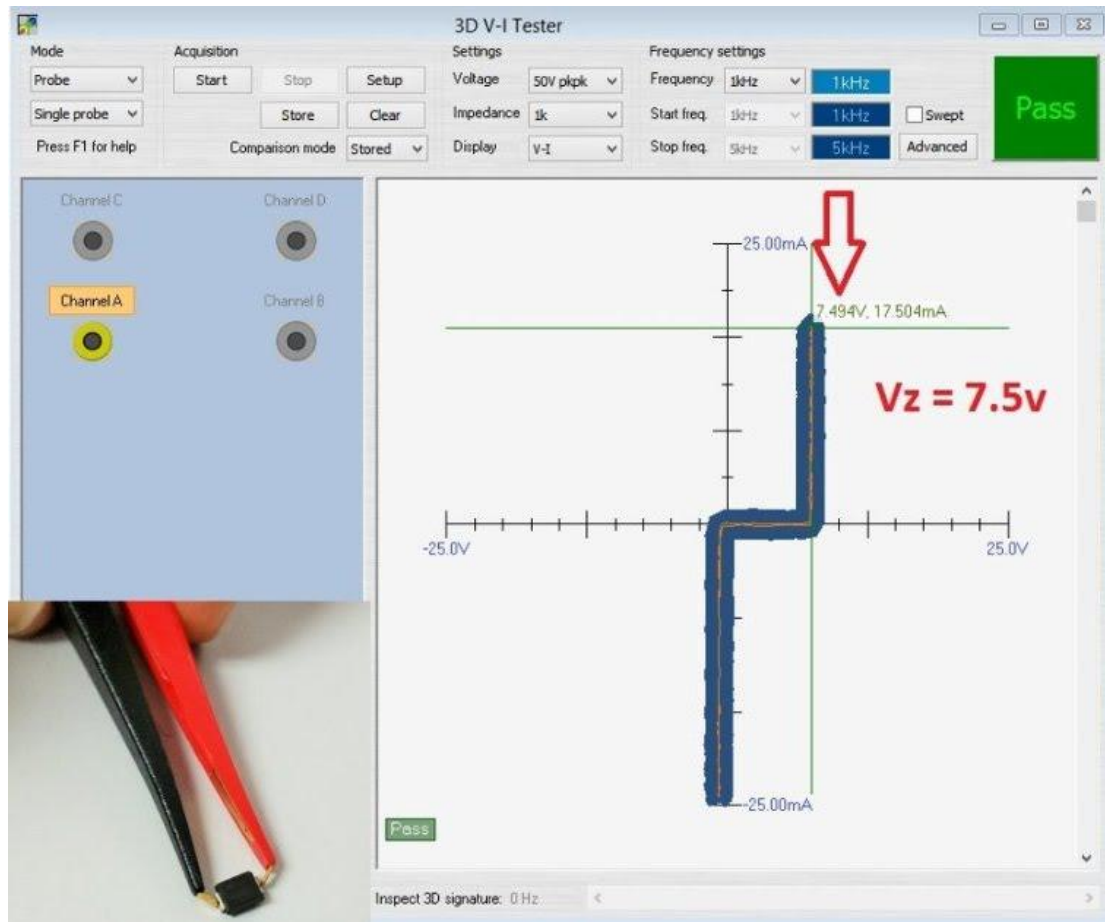 3D V-I Tester
Mode
Acquisition
Settings
Frequency settings
Probe
Start
Stop
Setup
Voltage
50V pkpk
Frequency
1kHz
1kHz
Pass
Single probe
Store
Clear
Impedance
1k
Start freq.
1kHz
1kHz
Swept
Press F1 for help
Comparison mode
Stored
Display
V-I
Stop freq.
5kHz
5kHz
Advanced
Channel C
Channel D
Channel A
Channel B
25.00mA
7.494V, 17.504mA
Vz = 7.5v
-25.0V
25.0V
-25.00mA
Pass
Inspect 3D signature: 0 Hz